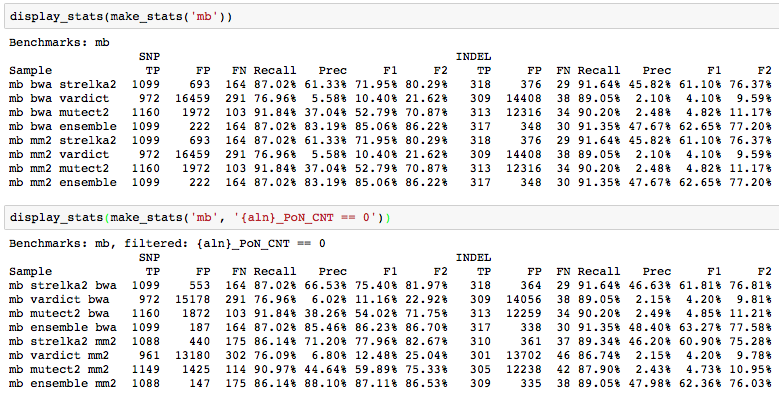 display_stats(make_stats('mb'))
Benchmarks: mb
SNP INDEL
Sample TP FP FN Recall Prec F1 F2 TP FP FN Recall Prec F1 F2
mb bwa strelka2 1099 693 164 87.02% 61.33% 71.95% 80.29% 318 376 29 91.64% 45.82% 61.10% 76.37%
mb bwa vardict 972 16459 291 76.96% 5.58% 10.40% 21.62% 309 14408 38 89.05% 2.10% 4.10% 9.59%
mb bwa mutect2 1160 1972 103 91.84% 37.04% 52.79% 70.87% 313 12316 34 90.20% 2.48% 4.82% 11.17%
mb bwa ensemble 1099 222 164 87.02% 83.19% 85.06% 86.22% 317 348 30 91.35% 47.67% 62.65% 77.20%
mb mm2 strelka2 1099 693 164 87.02% 61.33% 71.95% 80.29% 318 376 29 91.64% 45.82% 61.10% 76.37%
mb mm2 vardict 972 16459 291 76.96% 5.58% 10.40% 21.62% 309 14408 38 89.05% 2.10% 4.10% 9.59%
mb mm2 mutect2 1160 1972 103 91.84% 37.04% 52.79% 70.87% 313 12316 34 90.20% 2.48% 4.82% 11.17%
mb mm2 ensemble 1099 222 164 87.02% 83.19% 85.06% 86.22% 317 348 30 91.35% 47.67% 62.65% 77.20%
display_stats(make_stats('mb', '{aln}_PoN_CNT == 0'))
Benchmarks: mb, filtered: {aln}_PoN_CNT == 0
SNP INDEL
Sample TP FP FN Recall Prec F1 F2 TP FP FN Recall Prec F1 F2
mb strelka2 bwa 1099 553 164 87.02% 66.53% 75.40% 81.97% 318 364 29 91.64% 46.63% 61.81% 76.81%
mb vardict bwa 972 15178 291 76.96% 6.02% 11.16% 22.92% 309 14056 38 89.05% 2.15% 4.20% 9.81%
mb mutect2 bwa 1160 1872 103 91.84% 38.26% 54.02% 71.75% 313 12259 34 90.20% 2.49% 4.85% 11.21%
mb ensemble bwa 1099 187 164 87.02% 85.46% 86.23% 86.70% 317 338 30 91.35% 48.40% 63.27% 77.58%
mb strelka2 mm2 1088 440 175 86.14% 71.20% 77.96% 82.67% 310 361 37 89.34% 46.20% 60.90% 75.28%
mb vardict mm2 961 13180 302 76.09% 6.80% 12.48% 25.04% 301 13702 46 86.74% 2.15% 4.20% 9.78%
mb mutect2 mm2 1149 1425 114 90.97% 44.64% 59.89% 75.33% 305 12238 42 87.90% 2.43% 4.73% 10.95%
mb ensemble mm2 1088 147 175 86.14% 88.10% 87.11% 86.53% 309 335 38 89.05% 47.98% 62.36% 76.03%